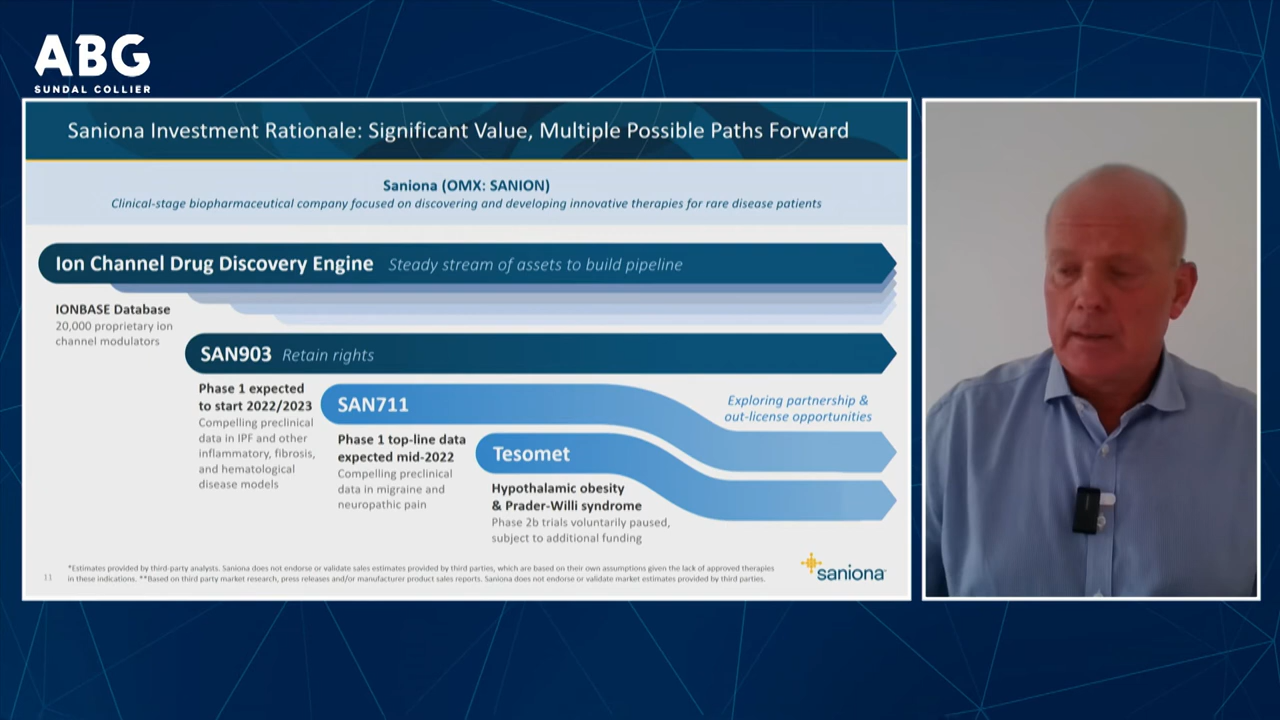 ABG
SUNDAL COLLIER
Saniona Investment Rationale: Significant Value, Multiple Possible Paths Forward
Saniona (OMX: SANION)
Clinical-stage biopharmaceutical company focused on discovering and developing innovative therapies for rare disease patients
Ion Channel Drug Discovery Engine Steady stream of assets to build pipeline
IONBASE Database
20,000 proprietary ion
channel modulators
SAN903 Retain rights
Phase 1 expected
to start 2022/2023
Compelling preclinical
data in IPF and other
inflammatory, fibrosis,
and hematological
disease models
SAN711
Phase 1 top-line data
expected mid-2022
Compelling preclinical
data in migraine and
neuropathic pain
Exploring partnership &
out-license opportunities
Tesomet
Hypothalamic obesity
& Prader-Willi syndrome
Phase 2b trials voluntarily paused,
subject to additional funding
11
*Estimates provided by third-party analysts. Saniona does not endorse or validate sales estimates provided by third parties, which are based on their own assumptions given the lack of approved therapies
in these indications. **Based on third party market research, press releases and/or manufacturer product sales reports. Saniona does not endorse or validate market estimates provided by third parties.
saniona